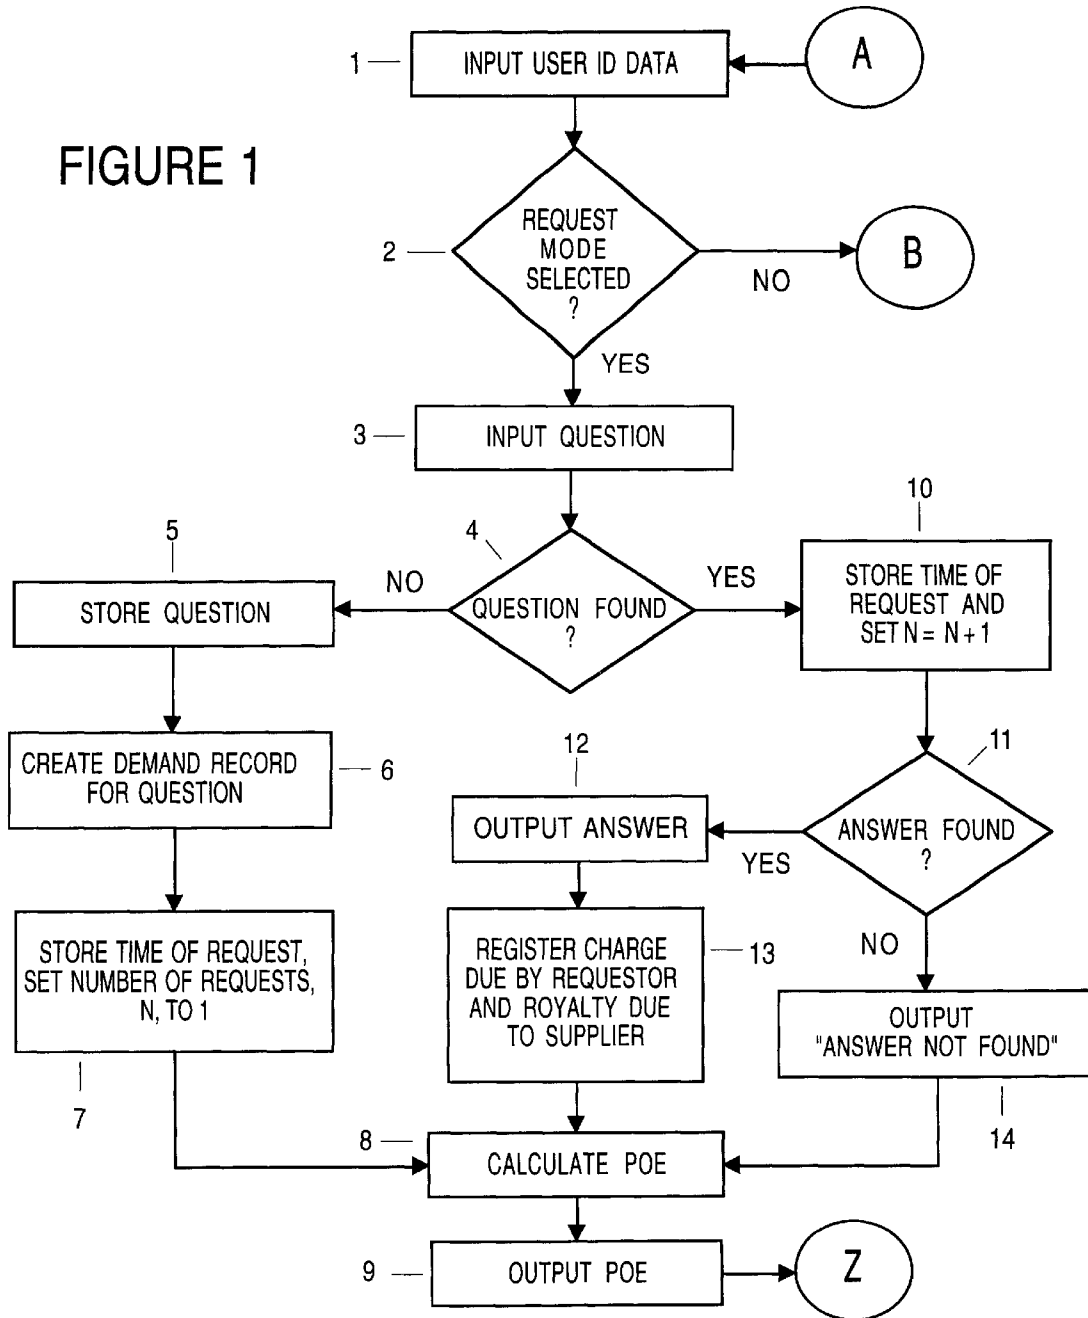 FIGURE 1
A
1
INPUT USER ID DATA
2
REQUEST
MODE
SELECTED
?
NO
B
YES
3
INPUT QUESTION
4
QUESTION FOUND
?
NO
YES
5
STORE QUESTION
6
CREATE DEMAND RECORD
FOR QUESTION
7
STORE TIME OF REQUEST,
SET NUMBER OF REQUESTS,
N, TO 1
10
STORE TIME OF
REQUEST AND
SET N = N + 1
11
ANSWER FOUND
?
YES
NO
12
OUTPUT ANSWER
13
REGISTER CHARGE
DUE BY REQUESTOR
AND ROYALTY DUE
TO SUPPLIER
OUTPUT
"ANSWER NOT FOUND"
14
8
CALCULATE POE
9
OUTPUT POE
Z